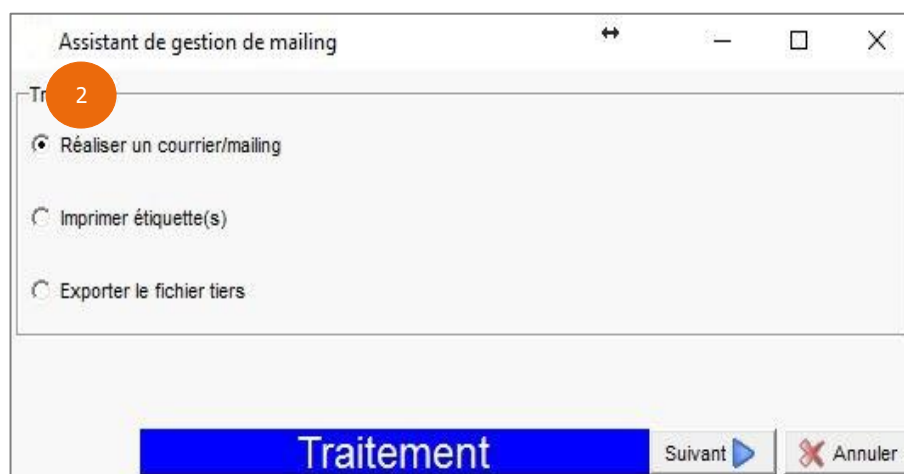 Assistant de gestion de mailing
Tr
2
Réaliser un courrier/mailing
Imprimer étiquette(s)
Exporter le fichier tiers
Traitement
Suivant
Annuler